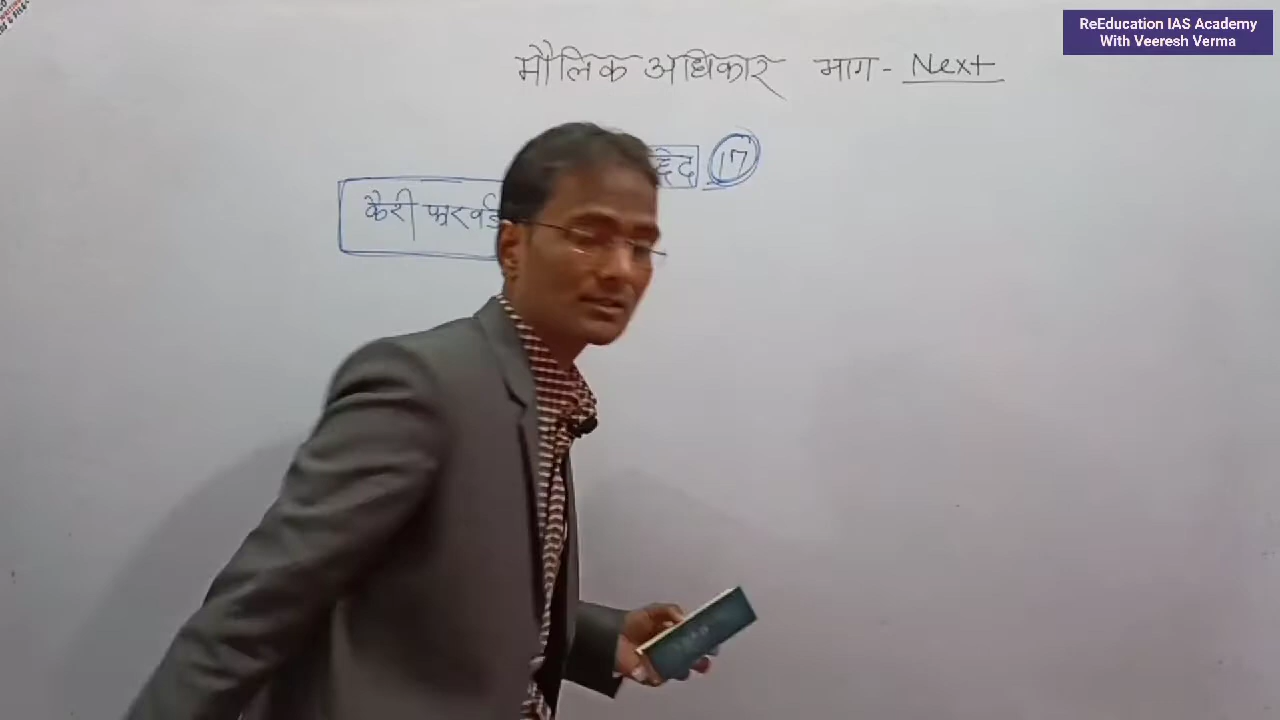 ReEducation IAS Academy
With Veeresh Verma
मौलिक अधिकार भाग - Next
17
कैरी फारवर्ड